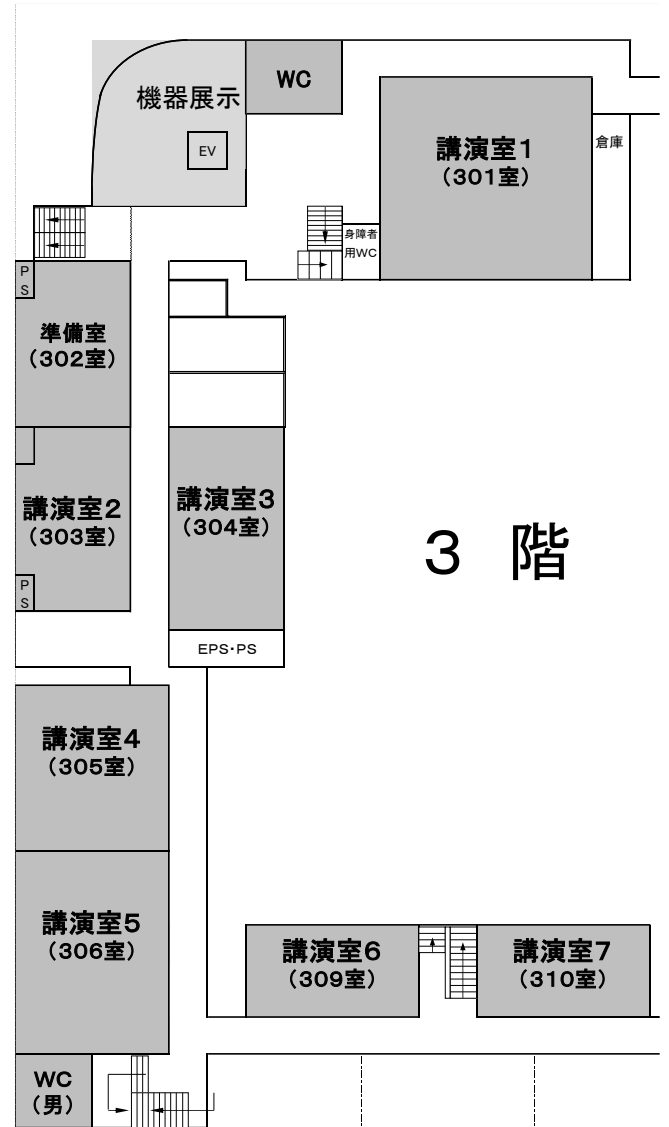 機器展示
WC
EV
講演室1
(301室)
倉庫
身障者
用WC
P
S
準備室
(302室)
講演室2
(303室)
P
S
講演室3
(304室)
3 階
EPS･PS
講演室4
(305室)
講演室5
(306室)
講演室6
(309室)
講演室7
(310室)
WC
(男)